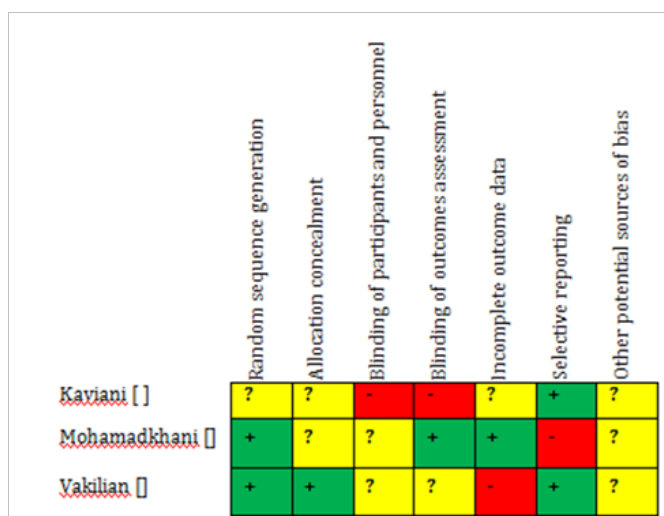 Random sequence generation
Allocation concealment
Blinding of participants and personnel
Blinding of outcomes assessment
Incomplete outcome data
Selective reporting
Other potential sources of bias
Kaviani [ ] ? ? - - ? + ?
Mohamadkhani [] + ? ? + + - ?
Vakilian [] + + ? ? - + ?